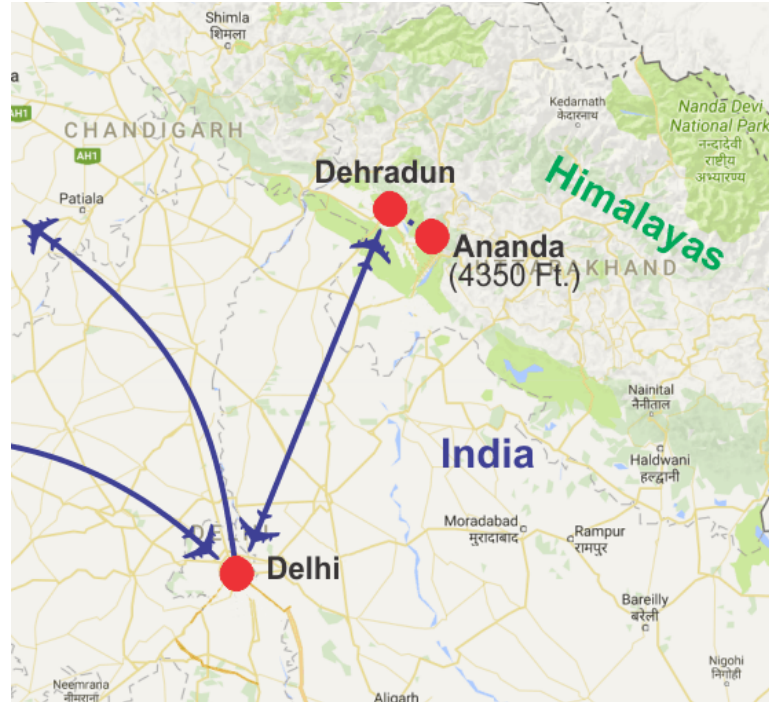 Shimla
शिमला
a
AH1
CHANDIGARH
AH1
Kedarnath
केदारनाथ
Nanda Devi
National Park
नन्दादेवी
राष्ट्रीय
अभ्यारण्य
Patiala
Dehradun
Himalayas
Ananda
(4350 Ft.)
UTTARAKHAND
Nainital
नैनीताल
India
Haldwani
हल्द्वानी
Moradabad
मुरादाबाद
Rampur
रामपुर
DELHI
Delhi
Bareilly
बरेली
Nigohi
निगोही
Neemrana
नीमराना
Aligarh